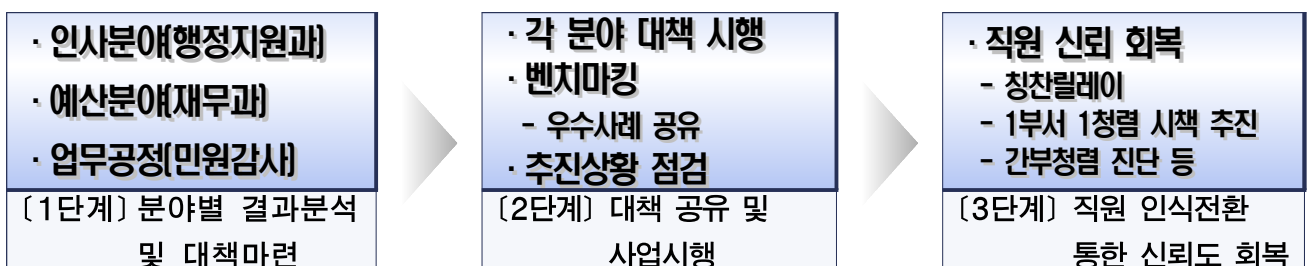 · 인사분야(행정지원과)
· 예산분야(재무과)
· 업무공정(민원감사)
〔1단계〕 분야별 결과분석
및 대책마련
· 각 분야 대책 시행
· 벤치마킹
- 우수사례 공유
· 추진상황 점검
〔2단계〕 대책 공유 및
사업시행
· 직원 신뢰 회복
- 칭찬릴레이
- 1부서 1청렴 시책 추진
- 간부청렴 진단 등
〔3단계〕 직원 인식전환
통한 신뢰도 회복